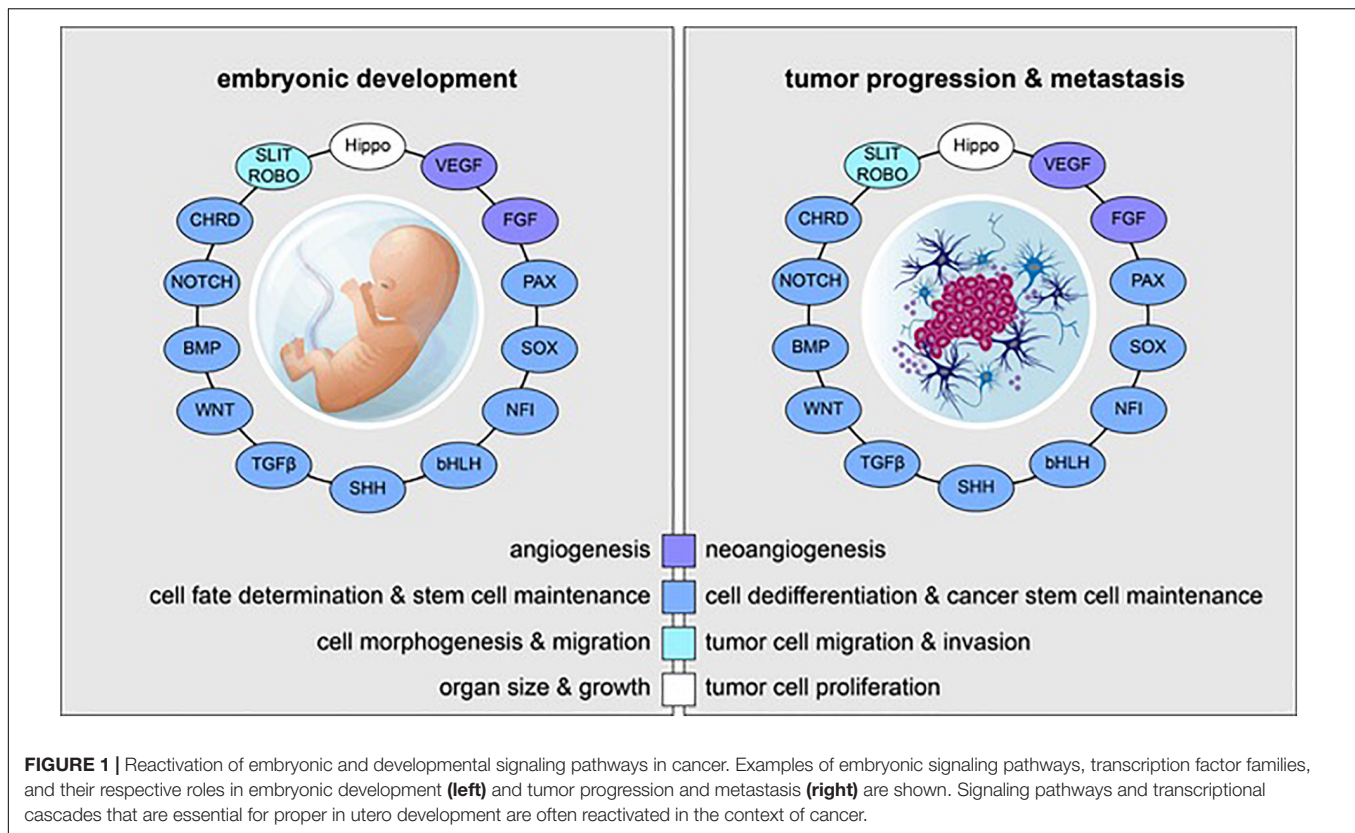 embryonic development
Hippo
SLIT
ROBO
VEGF
CHRD
FGF
NOTCH
PAX
BMP
SOX
WNT
NFI
TGFβ
bHLH
SHH
tumor progression & metastasis
Hippo
SLIT
ROBO
VEGF
CHRD
FGF
NOTCH
PAX
BMP
SOX
WNT
NFI
TGFβ
bHLH
SHH
angiogenesis neoangiogenesis
cell fate determination & stem cell maintenance cell dedifferentiation & cancer stem cell maintenance
cell morphogenesis & migration tumor cell migration & invasion
organ size & growth tumor cell proliferation
FIGURE 1 | Reactivation of embryonic and developmental signaling pathways in cancer. Examples of embryonic signaling pathways, transcription factor families,
and their respective roles in embryonic development (left) and tumor progression and metastasis (right) are shown. Signaling pathways and transcriptional
cascades that are essential for proper in utero development are often reactivated in the context of cancer.